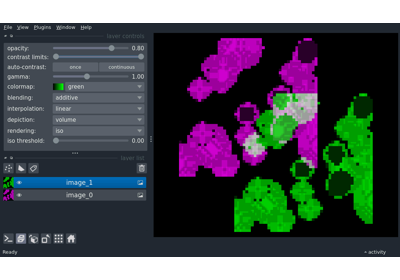 File View Plugins Window Help
layer controls
opacity: 0.80
contrast limits:
auto-contrast: once continuous
gamma: 1.00
colormap: green
blending: additive
interpolation: linear
depiction: volume
rendering: iso
iso threshold: 0.00
layer list
image_1
image_0
Ready activity